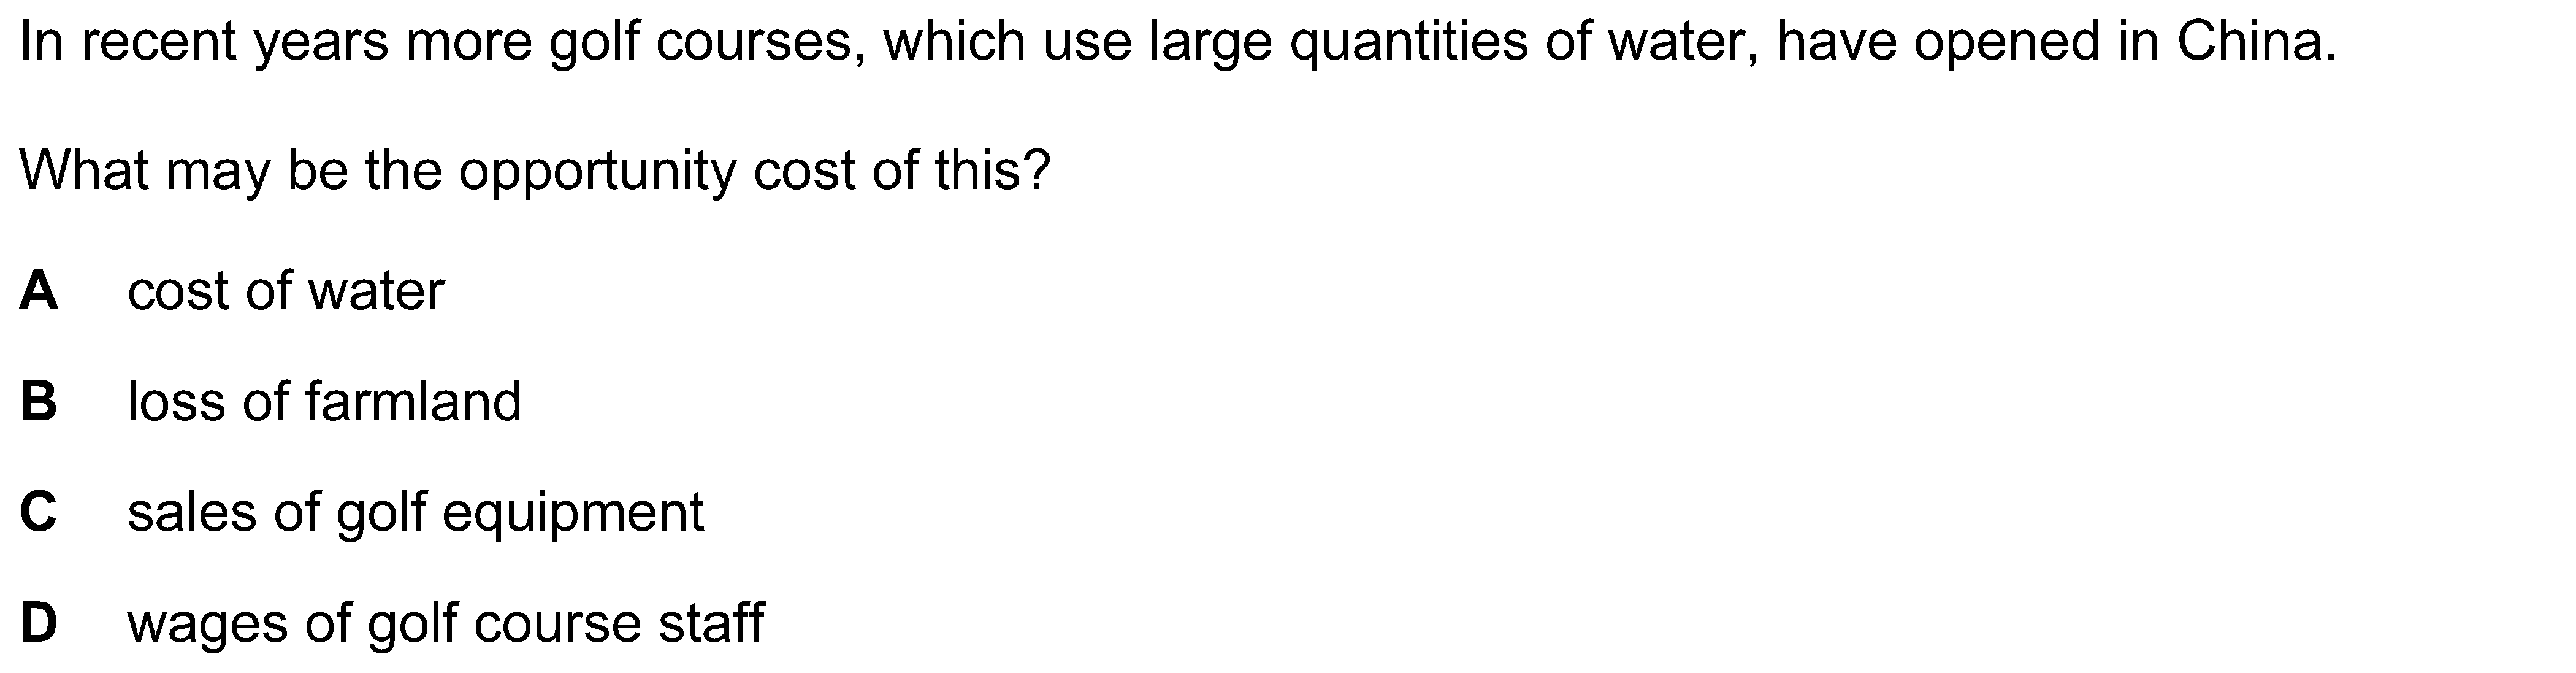 In recent years more golf courses, which use large quantities of water, have opened in China.
What may be the opportunity cost of this?
A cost of water
B loss of farmland
C sales of golf equipment
D wages of golf course staff